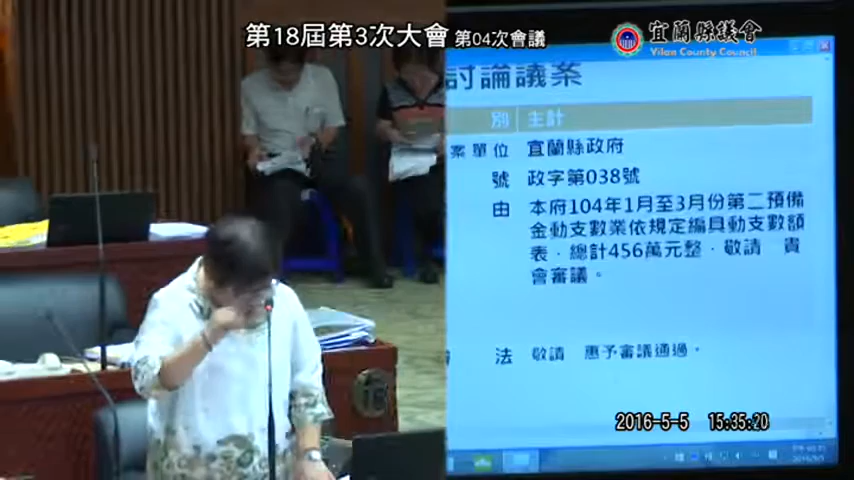 第18屆第3次大會 第04次會議
宜蘭縣議會
Yilan County Council
討論議案
別 主計
案單位 宜蘭縣政府
號 政字第038號
由 本府104年1月至3月份第二預備
金動支數業依規定編具動支數額
表，總計456萬元整，敬請 貴
會審議。
法 敬請 惠予審議通過。
2016-5-5 15:35:20